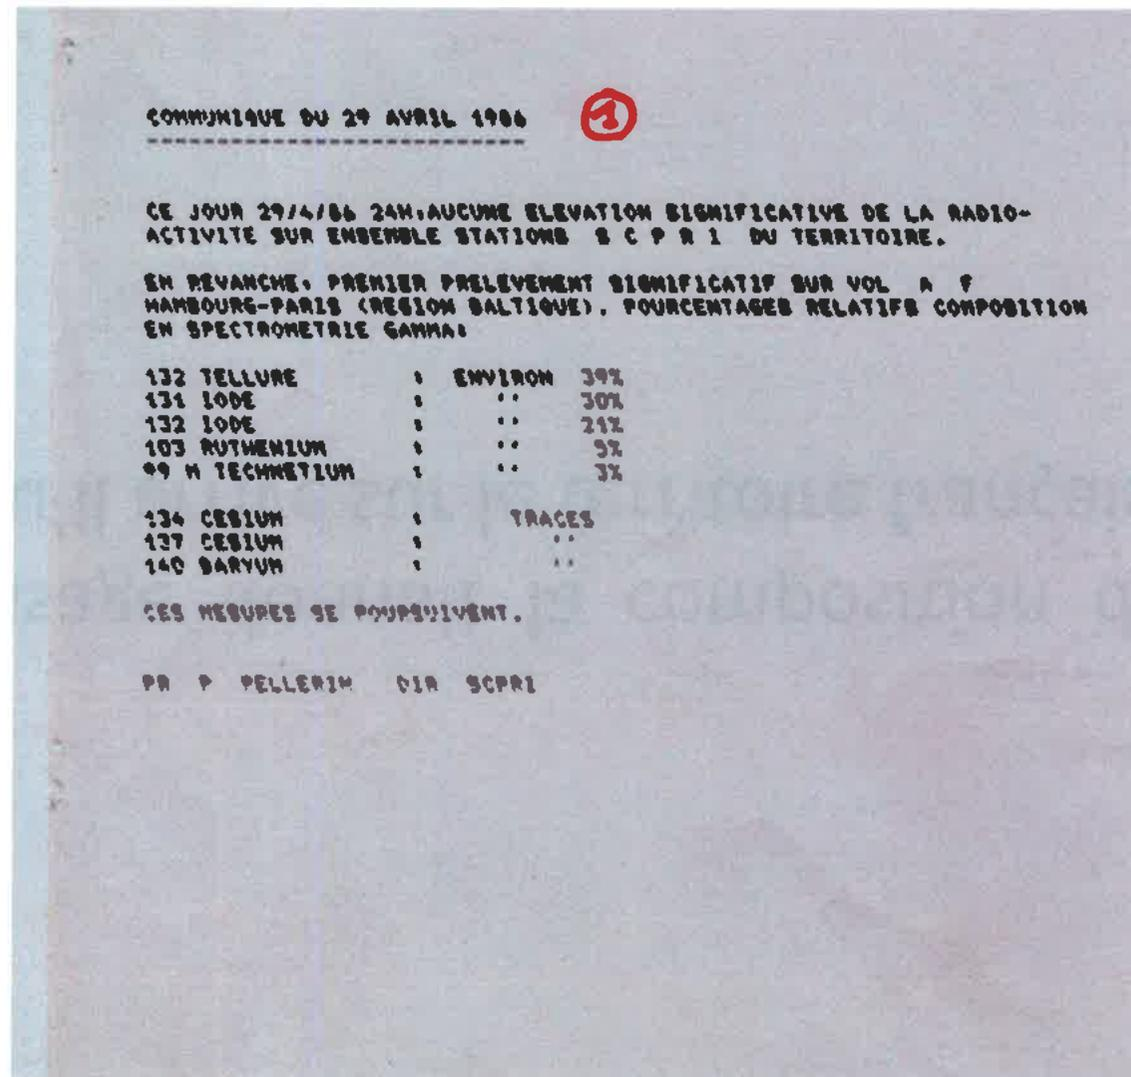 COMMUNIQUE DU 29 AVRIL 1986
1
CE JOUR 29/4/86 24H:AUCUNE ELEVATION SIGNIFICATIVE DE LA RADIO-
ACTIVITE SUR ENSEMBLE STATIONS S C P R I DU TERRITOIRE.
EN REVANCHE, PREMIER PRELEVEMENT SIGNIFICATIF SUR VOL A F
HAMBOURG-PARIS (REGION BALTIQUE). POURCENTAGES RELATIFS COMPOSITION
EN SPECTROMETRIE GAMMA:
132 TELLURE : ENVIRON 39%
131 IODE : '' 30%
132 IODE : '' 21%
103 RUTHENIUM : '' 5%
99 M TECHNETIUM : '' 3%
134 CESIUM : TRACES
137 CESIUM : ''
140 BARYUM : ''
CES MESURES SE POURSUIVENT.
PR P PELLERIN DIR SCPRI